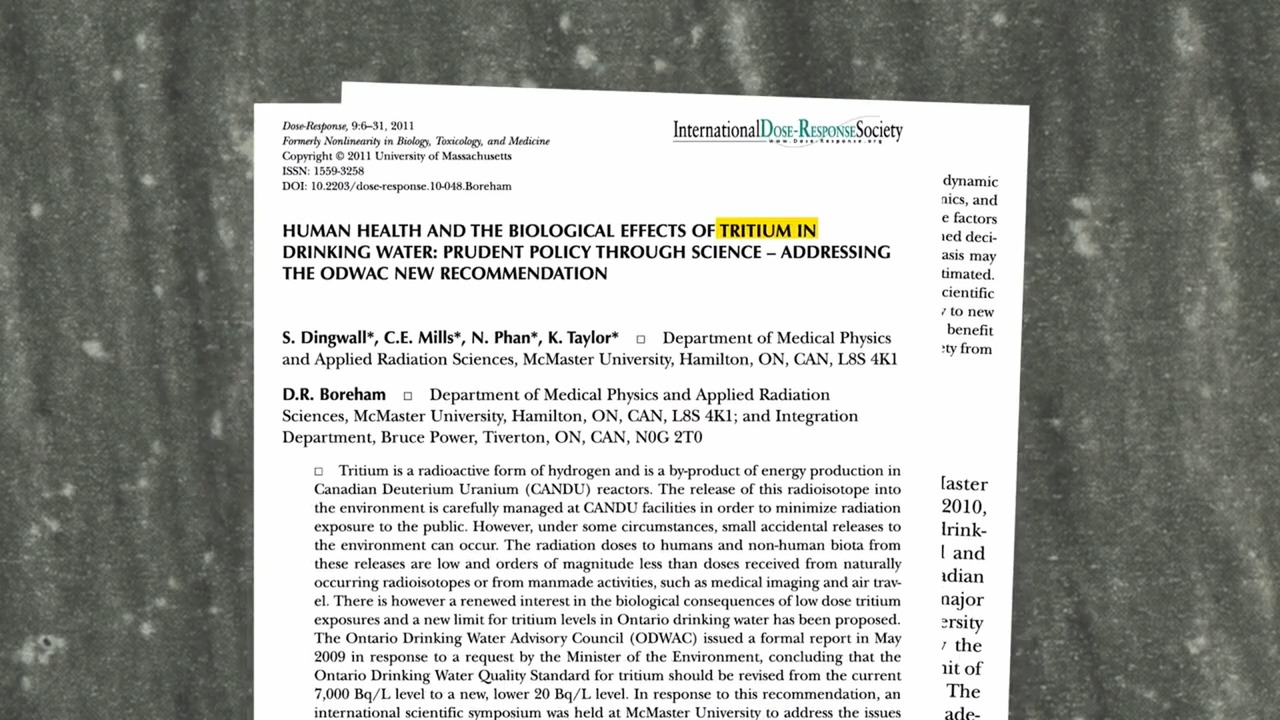 Dose-Response, 9:6–31, 2011
Formerly Nonlinearity in Biology, Toxicology, and Medicine
Copyright © 2011 University of Massachusetts
ISSN: 1559-3258
DOI: 10.2203/dose-response.10-048.Boreham
InternationalDOSE-RESPONSESociety
www.Dose-Response.org
HUMAN HEALTH AND THE BIOLOGICAL EFFECTS OF TRITIUM IN
DRINKING WATER: PRUDENT POLICY THROUGH SCIENCE – ADDRESSING
THE ODWAC NEW RECOMMENDATION
S. Dingwall*, C.E. Mills*, N. Phan*, K. Taylor* □ Department of Medical Physics
and Applied Radiation Sciences, McMaster University, Hamilton, ON, CAN, L8S 4K1
D.R. Boreham □ Department of Medical Physics and Applied Radiation
Sciences, McMaster University, Hamilton, ON, CAN, L8S 4K1; and Integration
Department, Bruce Power, Tiverton, ON, CAN, N0G 2T0
□ Tritium is a radioactive form of hydrogen and is a by-product of energy production in
Canadian Deuterium Uranium (CANDU) reactors. The release of this radioisotope into
the environment is carefully managed at CANDU facilities in order to minimize radiation
exposure to the public. However, under some circumstances, small accidental releases to
the environment can occur. The radiation doses to humans and non-human biota from
these releases are low and orders of magnitude less than doses received from naturally
occurring radioisotopes or from manmade activities, such as medical imaging and air trav-
el. There is however a renewed interest in the biological consequences of low dose tritium
exposures and a new limit for tritium levels in Ontario drinking water has been proposed.
The Ontario Drinking Water Advisory Council (ODWAC) issued a formal report in May
2009 in response to a request by the Minister of the Environment, concluding that the
Ontario Drinking Water Quality Standard for tritium should be revised from the current
7,000 Bq/L level to a new, lower 20 Bq/L level. In response to this recommendation, an
international scientific symposium was held at McMaster University to address the issues
dynamic
and
factors
deci-
may
to new
benefit
from
2010,
and
the
of
The